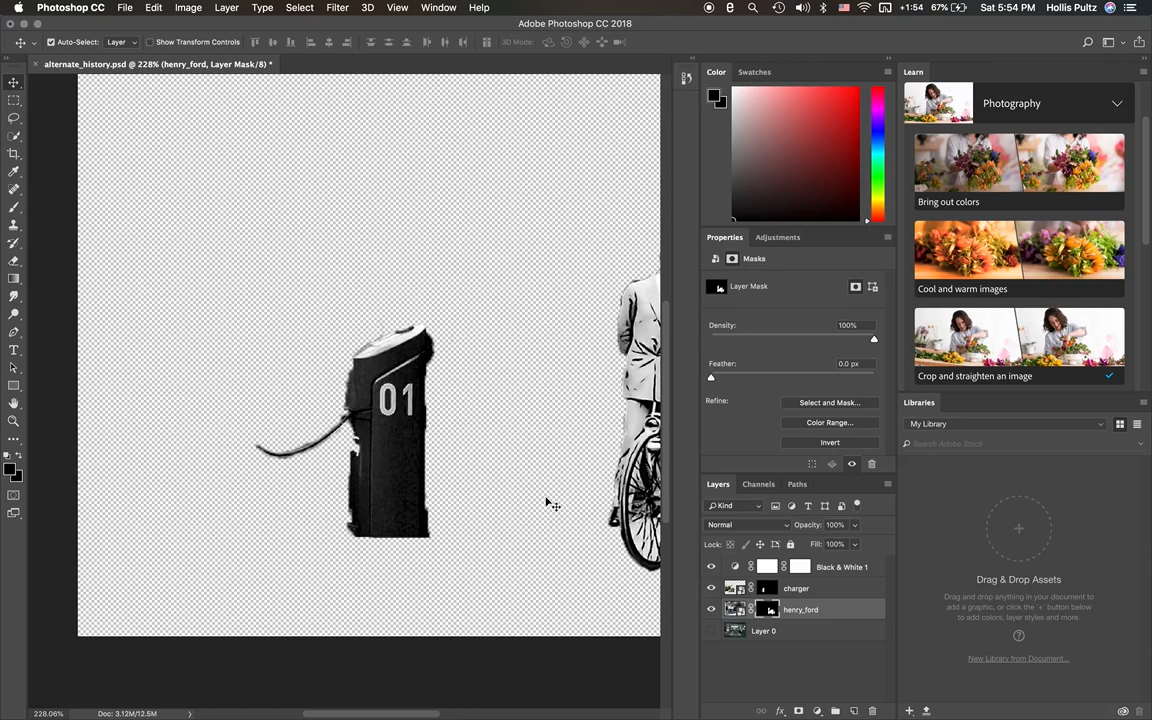 Photoshop CC File Edit Image Layer Type Select Filter 3D View Window Help +1:54 67% Sat 5:54 PM Hollis Pultz
Adobe Photoshop CC 2018
Auto-Select: Layer Show Transform Controls 3D Mode:
alternate_history.psd @ 228% (henry_ford, Layer Mask/8) *
Color Swatches
Learn
Photography
Bring out colors
Cool and warm images
Crop and straighten an image
Properties Adjustments
Masks
Layer Mask
Density: 100%
Feather: 0.0 px
Refine: Select and Mask...
Color Range...
Invert
Libraries
My Library
Search Adobe Stock
Drag & Drop Assets
Drag and drop anything in your document to
add a graphic, or click the '+' button below
to add colors, layer styles and more.
New Library from Document...
Layers Channels Paths
Kind
Normal Opacity: 100%
Lock: Fill: 100%
Black & White 1
charger
henry_ford
Layer 0
01
228.06% Doc: 3.12M/12.5M